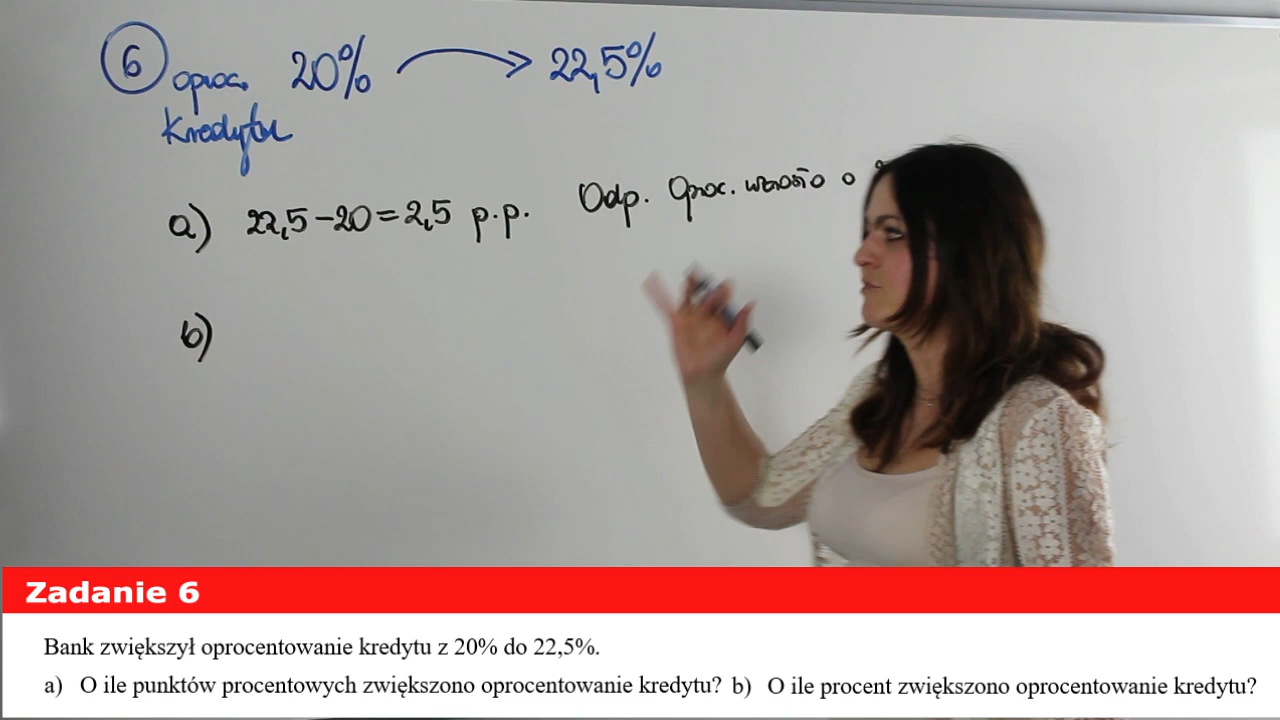 6 oproc. 20% → 22,5%
kredytu
a) 22,5-20=2,5 p.p. Odp. Oproc. wzrosło o
b)
Zadanie 6
Bank zwiększył oprocentowanie kredytu z 20% do 22,5%.
a) O ile punktów procentowych zwiększono oprocentowanie kredytu? b) O ile procent zwiększono oprocentowanie kredytu?